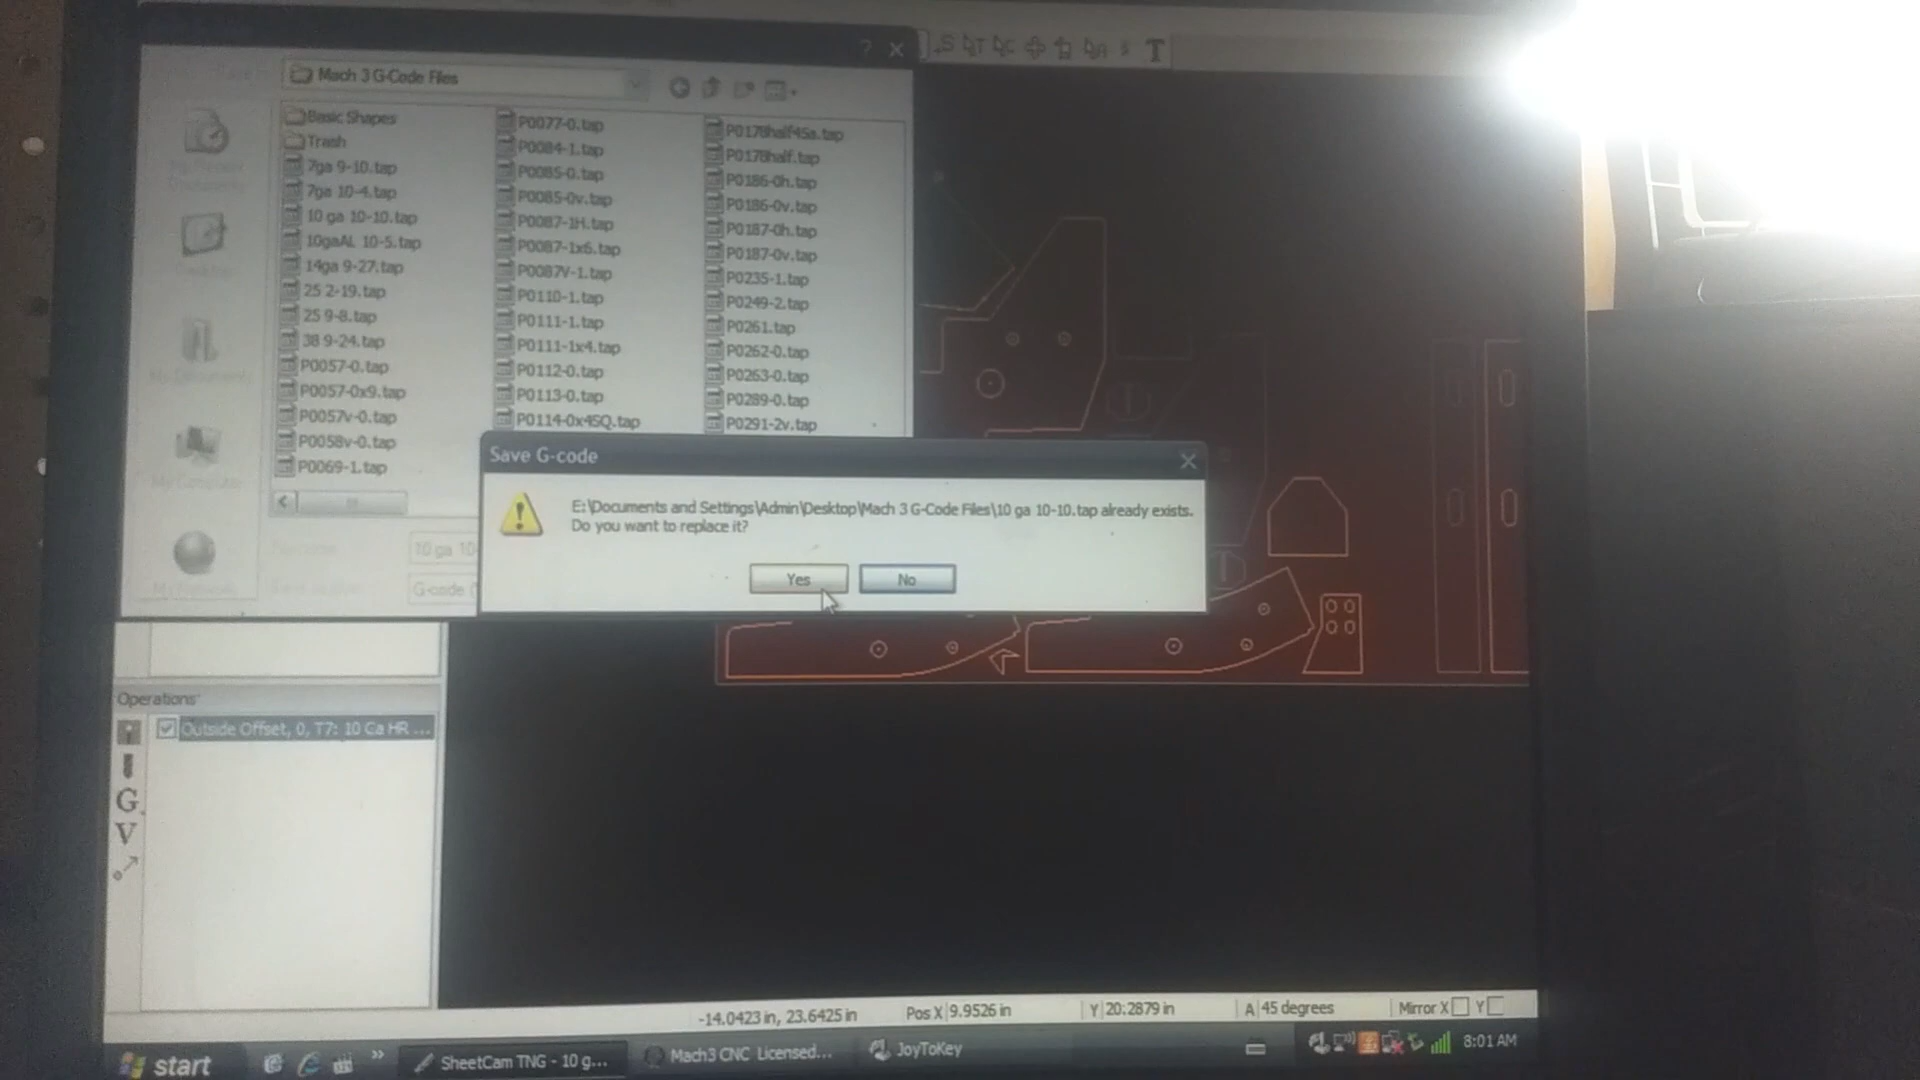 Mach 3 G-Code Files
Basic Shapes
Trash
7ga 9-10.tap
7ga 10-4.tap
10 ga 10-10.tap
10gaAL 10-5.tap
14ga 9-27.tap
25 2-19.tap
25 9-8.tap
38 9-24.tap
P0057-0.tap
P0057-0x9.tap
P0057v-0.tap
P0058v-0.tap
P0069-1.tap
P0077-0.tap
P0084-1.tap
P0085-0.tap
P0085-0v.tap
P0087-1H.tap
P0087-1x6.tap
P0087V-1.tap
P0110-1.tap
P0111-1.tap
P0111-1x4.tap
P0112-0.tap
P0113-0.tap
P0114-0x4SQ.tap
P0178half45a.tap
P0178half.tap
P0186-0h.tap
P0186-0v.tap
P0187-0h.tap
P0187-0v.tap
P0235-1.tap
P0249-2.tap
P0261.tap
P0262-0.tap
P0263-0.tap
P0289-0.tap
P0291-2v.tap
Desktop
My Documents
My Computer
10 ga 10
G-code (
Save G-code
E:\Documents and Settings\Admin\Desktop\Mach 3 G-Code Files\10 ga 10-10.tap already exists.
Do you want to replace it?
Yes
No
Operations
Outside Offset, 0, T7: 10 Ga HR ...
G
V
T
-14.0423 in, 23.6425 in
Pos X 9.9526 in
Y 20.2879 in
A 45 degrees
Mirror X
Y
start
SheetCam TNG - 10 g...
Mach3 CNC Licensed...
JoyToKey
8:01 AM